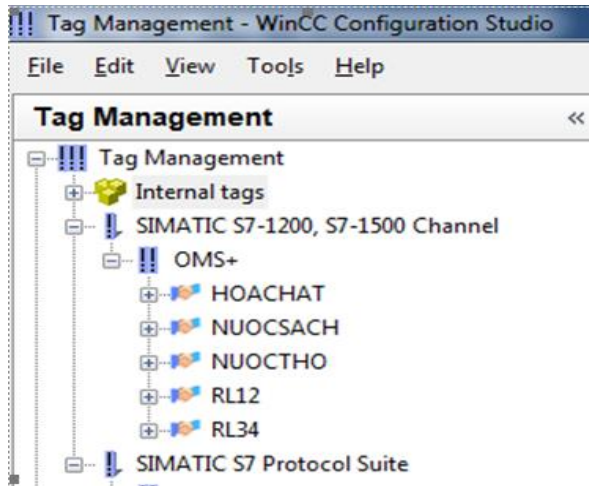 Tag Management - WinCC Configuration Studio
File Edit View Tools Help
Tag Management «
Tag Management
Internal tags
SIMATIC S7-1200, S7-1500 Channel
OMS+
HOACHAT
NUOCSACH
NUOCTHO
RL12
RL34
SIMATIC S7 Protocol Suite